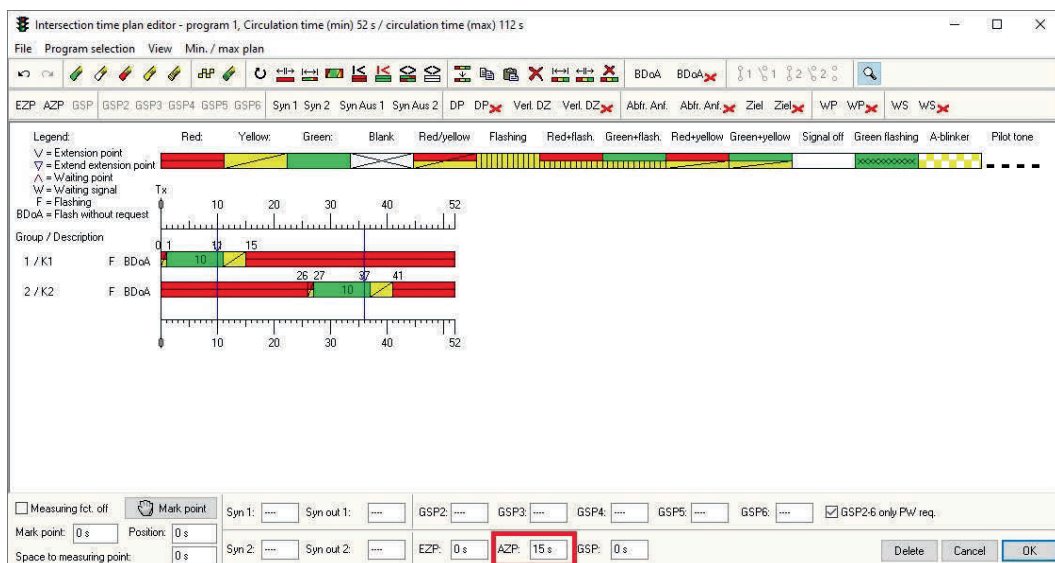 Intersection time plan editor - program 1, Circulation time (min) 52 s / circulation time (max) 112 s
File Program selection View Min. / max plan
BDoA BDoA 1 1 2 2
EZP AZP GSP GSP2 GSP3 GSP4 GSP5 GSP6 Syn 1 Syn 2 Syn Aus 1 Syn Aus 2 DP DP Verl. DZ Verl. DZ Abfr. Anf. Abfr. Anf. Ziel Ziel WP WP WS WS
Legend: Red: Yellow: Green: Blank Red/yellow Flashing Red+flash. Green+flash. Red+yellow Green+yellow Signal off Green flashing A-blinker Pilot tone
V = Extension point
∇ = Extend extension point
Λ = Waiting point
W = Waiting signal Tx
F = Flashing 0 10 20 30 40 52
BDoA = Flash without request
Group / Description
0 1 11 15
1 / K1 F BDoA 10
26 27 37 41
2 / K2 F BDoA 10
0 10 20 30 40 52
Measuring fct. off Mark point Syn 1: ---- Syn out 1: ---- GSP2: ---- GSP3: ---- GSP4: ---- GSP5: ---- GSP6: ---- GSP2-6 only PW req.
Mark point: 0 s Position: 0 s
Space to measuring point: 0 s Syn 2: ---- Syn out 2: ---- EZP: 0 s AZP: 15 s GSP: 0 s Delete Cancel OK